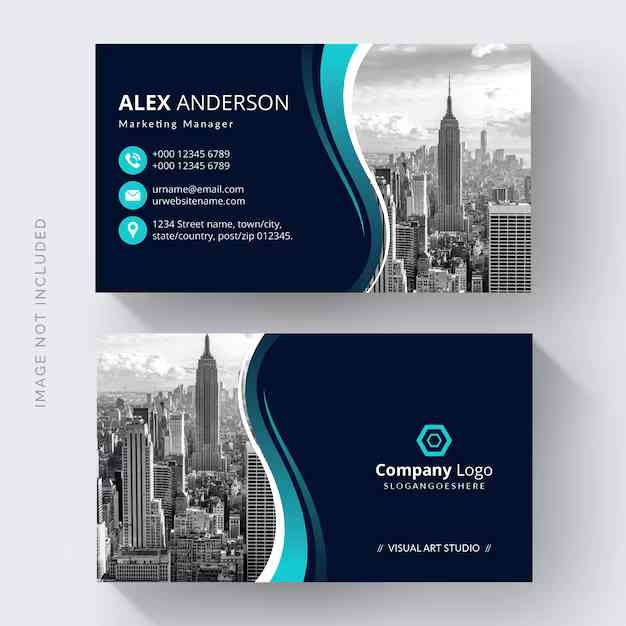 ALEX ANDERSON
Marketing Manager
+000 12345 6789
+000 12345 6789
urname@email.com
urwebsitename.com
1234 Street name, town/city,
state/country, post/zip 012345.
IMAGE NOT INCLUDED
Company Logo
SLOGANGOESHERE
// VISUAL ART STUDIO //